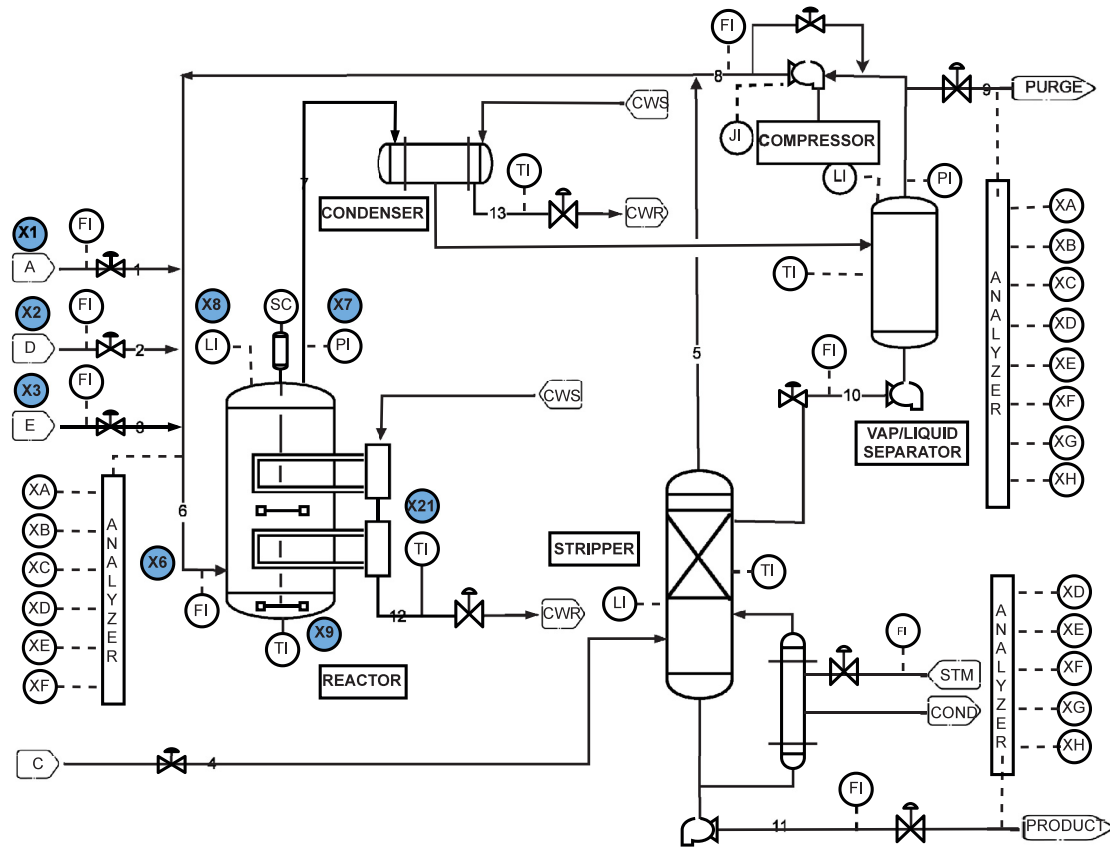 FI
8
JI
COMPRESSOR
9
PURGE
CWS
7
CONDENSER
TI
13
CWR
LI
PI
TI
A
N
A
L
Y
Z
E
R
XA
XB
XC
XD
XE
XF
XG
XH
X1
FI
A
1
X2
FI
D
2
X3
FI
E
3
X8
LI
SC
X7
PI
5
FI
10
VAP/LIQUID
SEPARATOR
CWS
6
XA
XB
XC
XD
XE
XF
A
N
A
L
Y
Z
E
R
X6
FI
X21
TI
12
CWR
X9
TI
REACTOR
STRIPPER
TI
LI
FI
STM
COND
A
N
A
L
Y
Z
E
R
XD
XE
XF
XG
XH
C
4
11
FI
PRODUCT